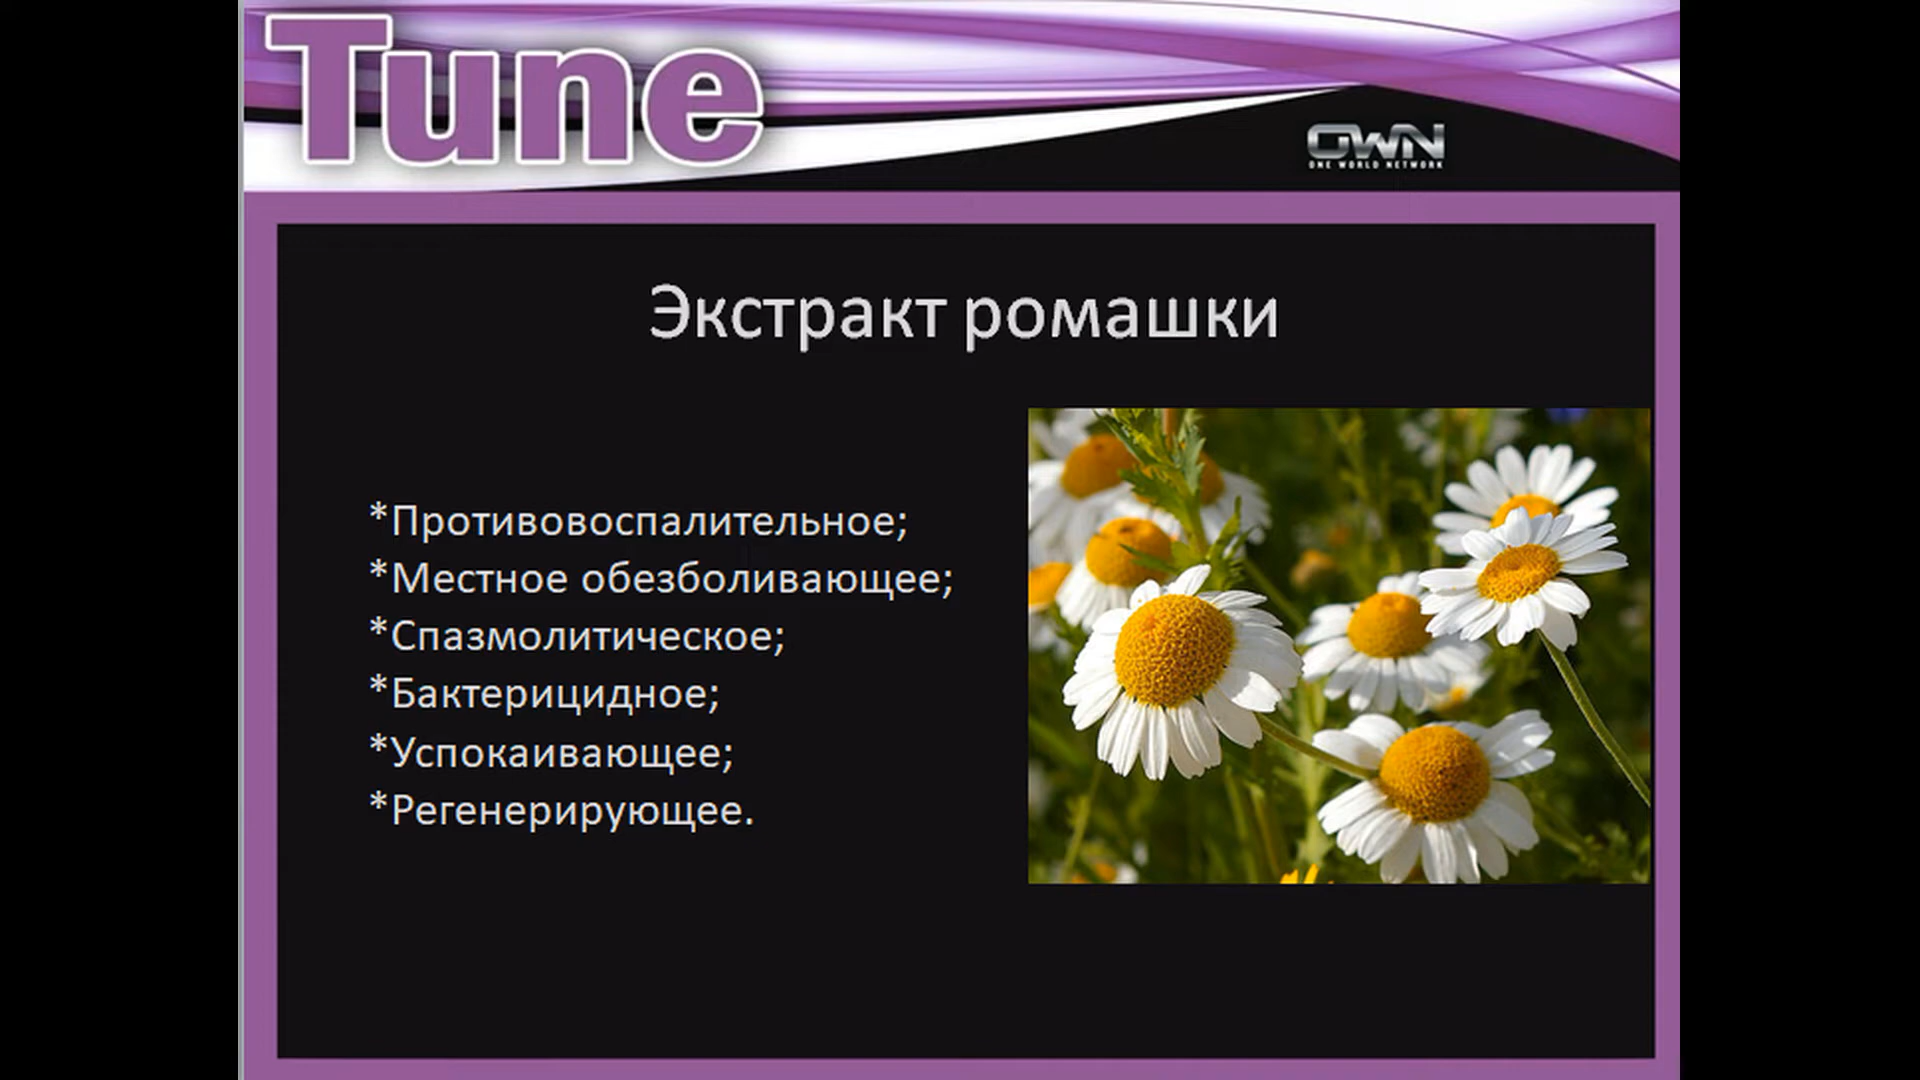 Tune
OWN
ONE WORLD NETWORK
Экстракт ромашки
*Противовоспалительное;
*Местное обезболивающее;
*Спазмолитическое;
*Бактерицидное;
*Успокаивающее;
*Регенерирующее.